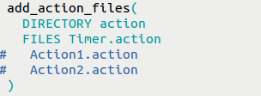 add_action_files(
  DIRECTORY action
  FILES Timer.action
#   Action1.action
#   Action2.action
)